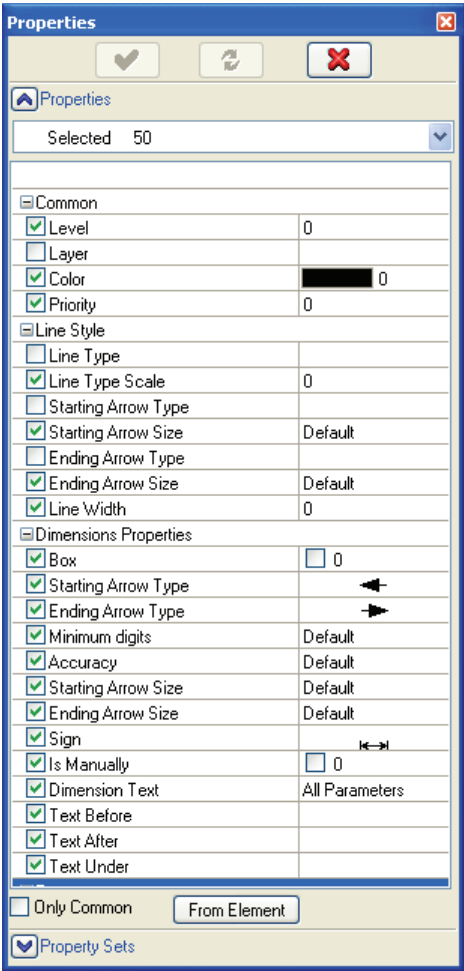 Properties
Properties
Selected 50
Common
Level 0
Layer
Color 0
Priority 0
Line Style
Line Type
Line Type Scale 0
Starting Arrow Type
Starting Arrow Size Default
Ending Arrow Type
Ending Arrow Size Default
Line Width 0
Dimensions Properties
Box 0
Starting Arrow Type
Ending Arrow Type
Minimum digits Default
Accuracy Default
Starting Arrow Size Default
Ending Arrow Size Default
Sign
Is Manually 0
Dimension Text All Parameters
Text Before
Text After
Text Under
Only Common From Element
Property Sets